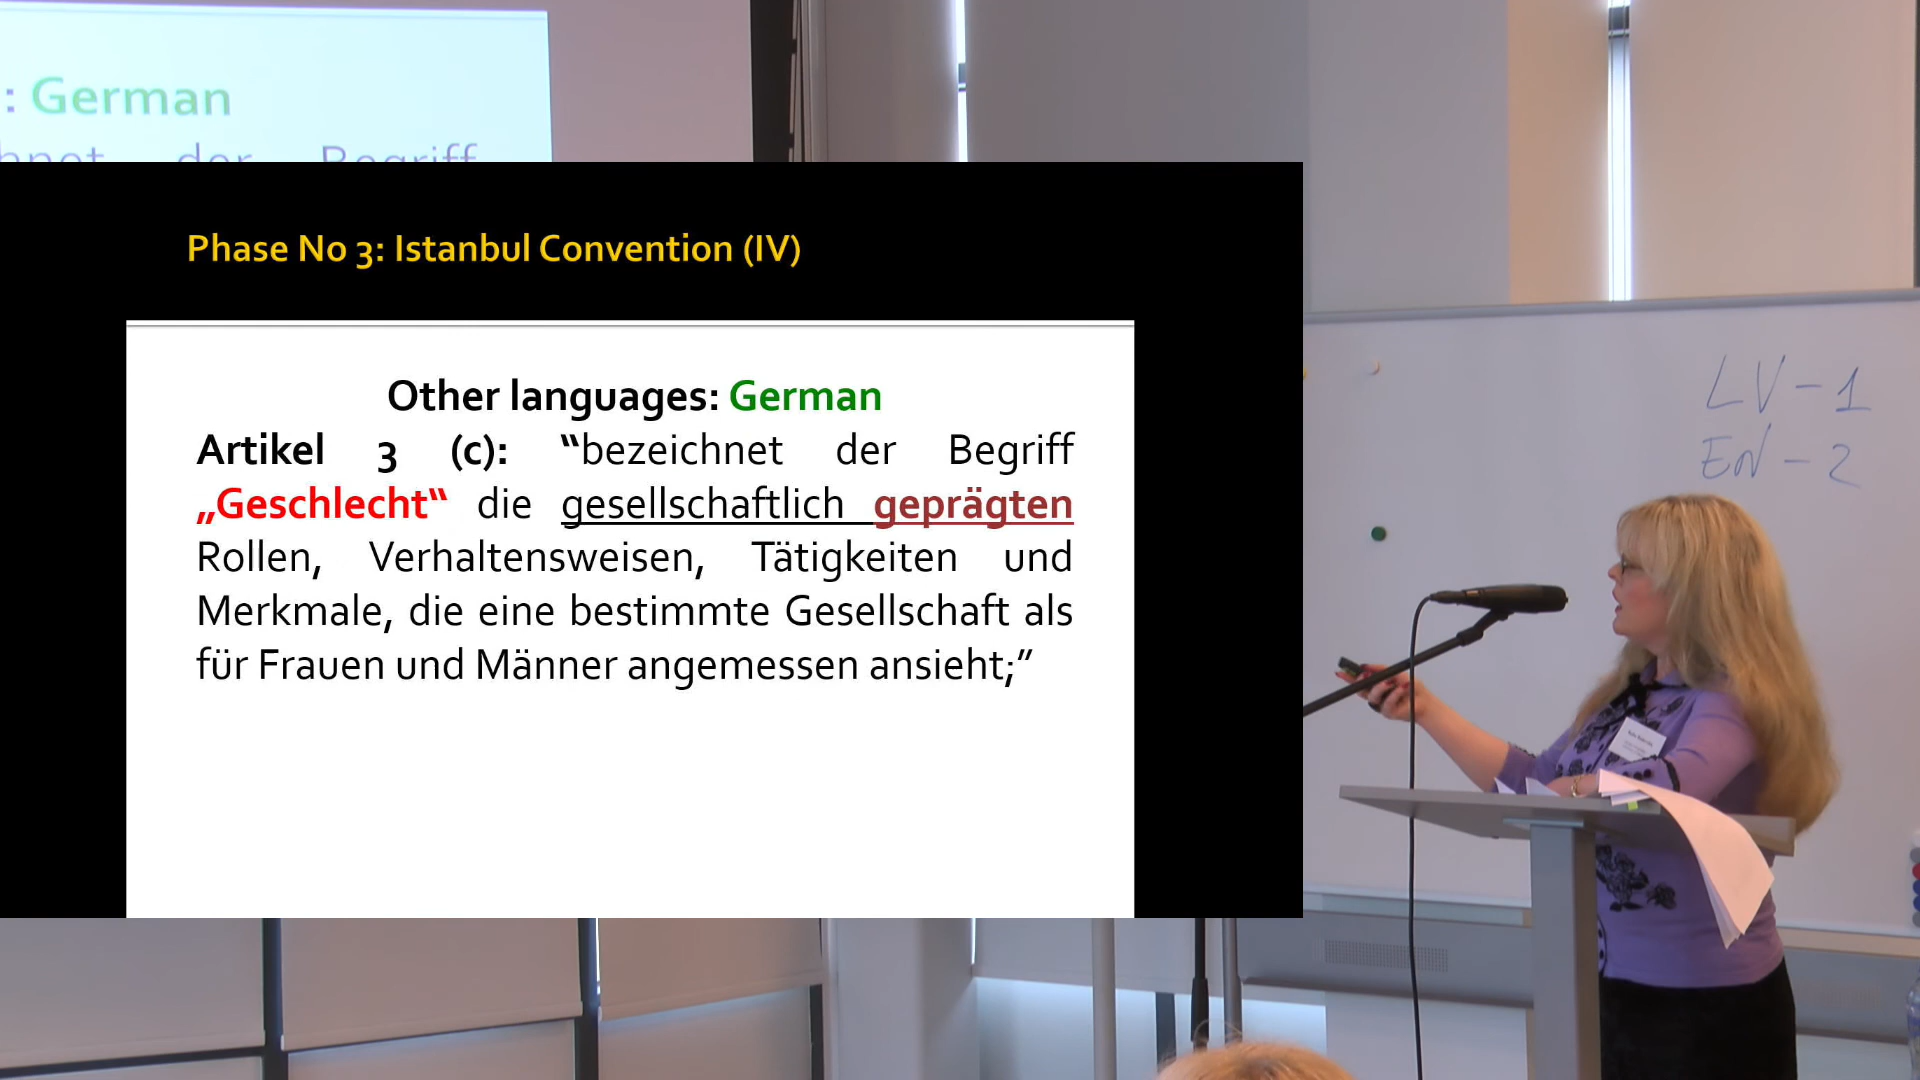 : German
der Begriff
Phase No 3: Istanbul Convention (IV)
Other languages: German
Artikel 3 (c): “bezeichnet der Begriff
„Geschlecht“ die gesellschaftlich geprägten
Rollen, Verhaltensweisen, Tätigkeiten und
Merkmale, die eine bestimmte Gesellschaft als
für Frauen und Männer angemessen ansieht;”
LV - 1
EN - 2